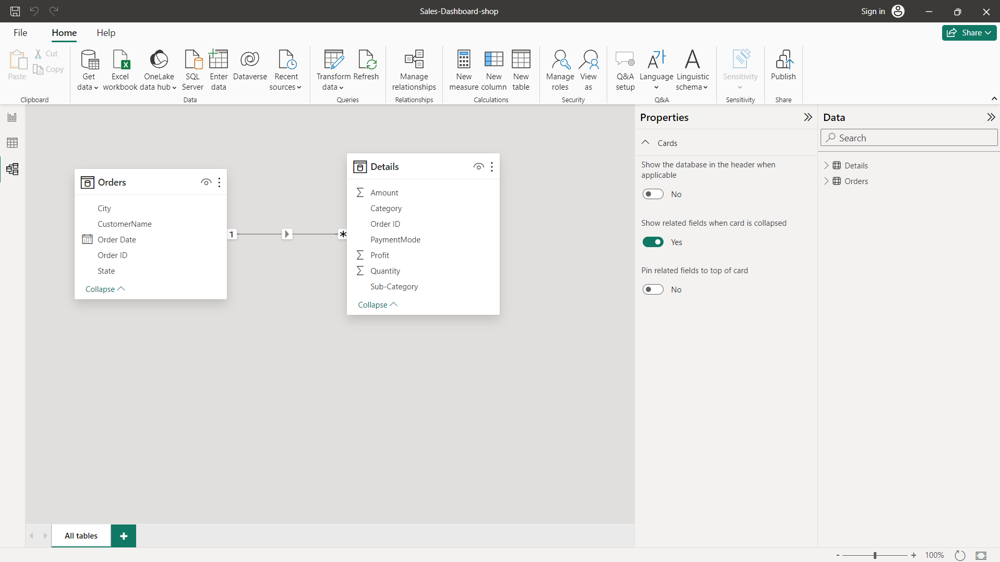 Sales-Dashboard-shop
Sign in
File
Home
Help
Share
Paste
Cut
Copy
Clipboard
Get data
Excel workbook
OneLake data hub
SQL Server
Enter data
Dataverse
Recent sources
Data
Transform data
Refresh
Queries
Manage relationships
Relationships
New measure
New column
New table
Calculations
Manage roles
View as
Security
Q&A setup
Language
A가
Linguistic schema
Q&A
Sensitivity
Sensitivity
Publish
Share
Orders
City
CustomerName
Order Date
Order ID
State
Collapse
1
*
Details
Σ Amount
Category
Order ID
PaymentMode
Σ Profit
Σ Quantity
Sub-Category
Collapse
Properties
Cards
Show the database in the header when
applicable
No
Show related fields when card is collapsed
Yes
Pin related fields to top of card
No
Data
Search
Details
Orders
All tables
+
- + 100%